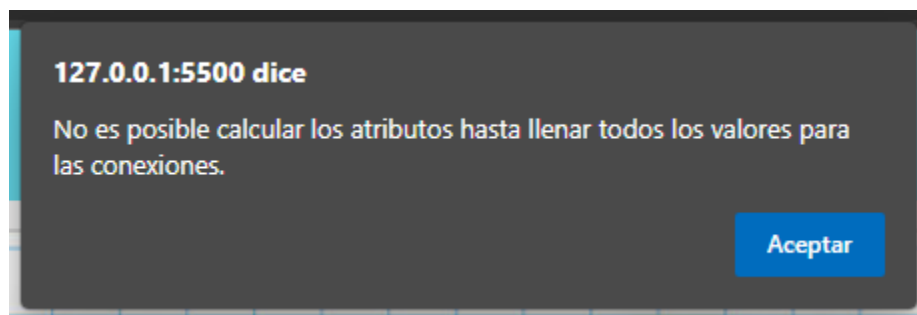 127.0.0.1:5500 dice
No es posible calcular los atributos hasta llenar todos los valores para
las conexiones.
Aceptar